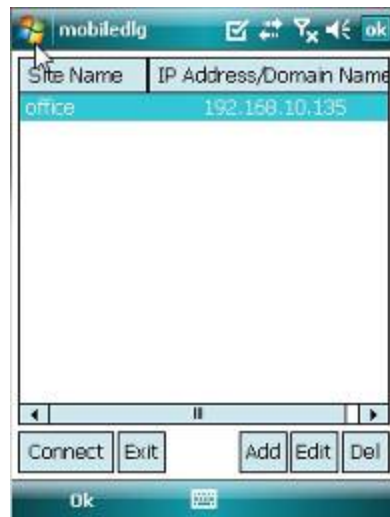 mobiledlg ok
Site Name IP Address/Domain Name
office 192.168.10.135
Connect Exit Add Edit Del
Ok